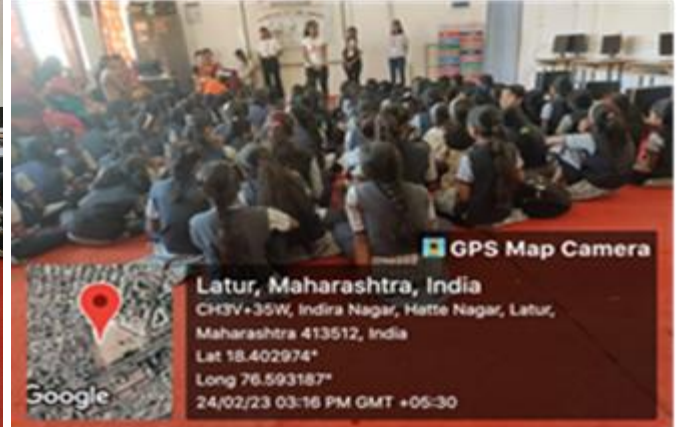 GPS Map Camera
Latur, Maharashtra, India
CH3V+35W, Indira Nagar, Hatte Nagar, Latur,
Maharashtra 413512, India
Lat 18.402974°
Long 76.593187°
24/02/23 03:16 PM GMT +05:30
Google